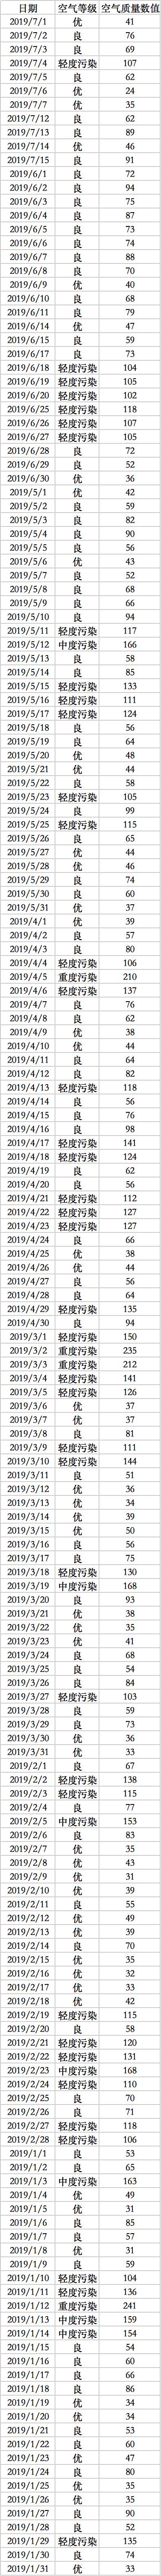 日期 空气等级 空气质量数值
2019/7/1 优 41
2019/7/2 良 76
2019/7/3 良 69
2019/7/4 轻度污染 107
2019/7/5 良 62
2019/7/6 优 24
2019/7/7 优 35
2019/7/12 良 62
2019/7/13 良 89
2019/7/14 优 46
2019/7/15 良 91
2019/6/1 良 72
2019/6/2 良 94
2019/6/3 良 75
2019/6/4 良 87
2019/6/5 良 73
2019/6/6 良 74
2019/6/7 良 88
2019/6/8 良 70
2019/6/9 优 40
2019/6/10 良 68
2019/6/11 良 79
2019/6/14 优 47
2019/6/15 良 59
2019/6/17 良 73
2019/6/18 轻度污染 104
2019/6/19 轻度污染 105
2019/6/20 轻度污染 102
2019/6/25 轻度污染 118
2019/6/26 轻度污染 107
2019/6/27 轻度污染 105
2019/6/28 良 72
2019/6/29 良 52
2019/6/30 优 36
2019/5/1 优 42
2019/5/2 良 59
2019/5/3 良 82
2019/5/4 良 90
2019/5/5 良 56
2019/5/6 优 43
2019/5/7 良 52
2019/5/8 良 68
2019/5/9 良 66
2019/5/10 良 94
2019/5/11 轻度污染 117
2019/5/12 中度污染 166
2019/5/13 良 58
2019/5/14 良 85
2019/5/15 轻度污染 133
2019/5/16 轻度污染 111
2019/5/17 轻度污染 124
2019/5/18 良 56
2019/5/19 良 64
2019/5/20 优 48
2019/5/21 优 44
2019/5/22 良 58
2019/5/23 轻度污染 105
2019/5/24 良 99
2019/5/25 轻度污染 115
2019/5/26 良 65
2019/5/27 优 44
2019/5/28 优 46
2019/5/29 良 74
2019/5/30 良 60
2019/5/31 优 37
2019/4/1 优 39
2019/4/2 良 57
2019/4/3 良 80
2019/4/4 轻度污染 106
2019/4/5 重度污染 210
2019/4/6 轻度污染 137
2019/4/7 良 76
2019/4/8 良 62
2019/4/9 优 38
2019/4/10 优 44
2019/4/11 良 64
2019/4/12 良 82
2019/4/13 轻度污染 118
2019/4/14 良 56
2019/4/15 良 76
2019/4/16 良 98
2019/4/17 轻度污染 141
2019/4/18 轻度污染 124
2019/4/19 良 62
2019/4/20 良 56
2019/4/21 轻度污染 112
2019/4/22 轻度污染 127
2019/4/23 轻度污染 127
2019/4/24 良 66
2019/4/25 优 38
2019/4/26 优 44
2019/4/27 良 56
2019/4/28 良 64
2019/4/29 轻度污染 135
2019/4/30 良 94
2019/3/1 轻度污染 150
2019/3/2 重度污染 235
2019/3/3 重度污染 212
2019/3/4 轻度污染 141
2019/3/5 轻度污染 126
2019/3/6 优 37
2019/3/7 优 37
2019/3/8 良 81
2019/3/9 轻度污染 111
2019/3/10 轻度污染 144
2019/3/11 良 51
2019/3/12 优 36
2019/3/13 优 34
2019/3/14 优 39
2019/3/15 优 50
2019/3/16 良 56
2019/3/17 良 75
2019/3/18 轻度污染 130
2019/3/19 中度污染 168
2019/3/20 良 93
2019/3/21 优 38
2019/3/22 优 35
2019/3/23 优 41
2019/3/24 良 68
2019/3/25 良 54
2019/3/26 良 84
2019/3/27 轻度污染 103
2019/3/28 良 59
2019/3/29 良 73
2019/3/30 优 36
2019/3/31 优 33
2019/2/1 良 67
2019/2/2 轻度污染 138
2019/2/3 轻度污染 115
2019/2/4 良 77
2019/2/5 中度污染 153
2019/2/6 良 83
2019/2/7 优 35
2019/2/8 优 43
2019/2/9 优 31
2019/2/10 优 39
2019/2/11 良 55
2019/2/12 优 49
2019/2/13 优 39
2019/2/14 良 70
2019/2/15 优 35
2019/2/16 优 32
2019/2/17 优 33
2019/2/18 优 42
2019/2/19 轻度污染 115
2019/2/20 良 58
2019/2/21 轻度污染 120
2019/2/22 轻度污染 131
2019/2/23 中度污染 168
2019/2/24 轻度污染 110
2019/2/25 良 70
2019/2/26 良 71
2019/2/27 轻度污染 118
2019/2/28 轻度污染 106
2019/1/1 良 53
2019/1/2 良 65
2019/1/3 中度污染 163
2019/1/4 优 49
2019/1/5 优 31
2019/1/6 良 85
2019/1/7 良 57
2019/1/8 优 31
2019/1/9 良 59
2019/1/10 轻度污染 104
2019/1/11 轻度污染 136
2019/1/12 重度污染 241
2019/1/13 中度污染 159
2019/1/14 中度污染 154
2019/1/15 良 54
2019/1/16 良 60
2019/1/17 良 66
2019/1/18 良 86
2019/1/19 优 34
2019/1/20 优 34
2019/1/21 良 53
2019/1/22 良 60
2019/1/23 优 47
2019/1/24 良 80
2019/1/25 优 35
2019/1/26 优 35
2019/1/27 良 90
2019/1/28 良 52
2019/1/29 轻度污染 135
2019/1/30 良 74
2019/1/31 优 33